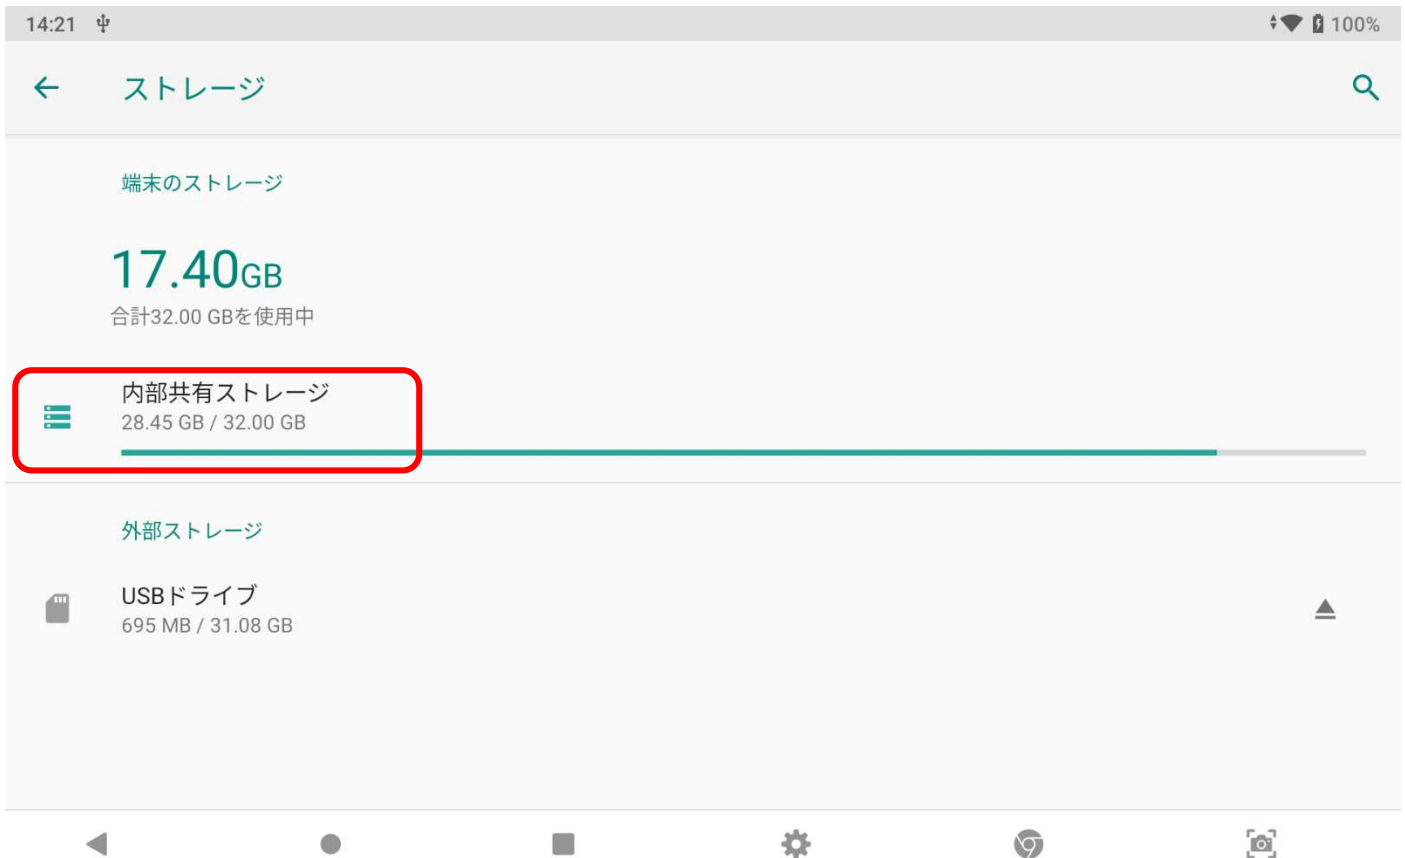 14:21
100%
ストレージ
端末のストレージ
17.40GB
合計32.00 GBを使用中
内部共有ストレージ
28.45 GB / 32.00 GB
外部ストレージ
USBドライブ
695 MB / 31.08 GB